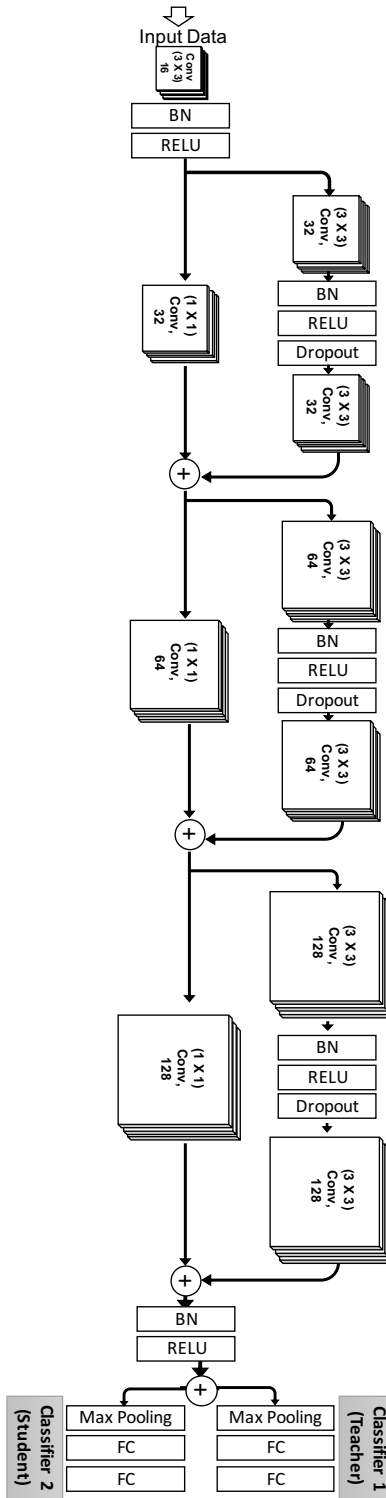 Input Data
Conv
(3 X 3)
16
BN
RELU
(3 X 3)
Conv,
32
BN
RELU
Dropout
(1 X 1)
Conv,
32
(3 X 3)
Conv,
32
+
(3 X 3)
Conv,
64
BN
RELU
Dropout
(1 X 1)
Conv,
64
(3 X 3)
Conv,
64
+
(3 X 3)
Conv,
128
BN
RELU
Dropout
(1 X 1)
Conv,
128
(3 X 3)
Conv,
128
+
BN
RELU
+
Classifier 2
(Student)
Max Pooling
FC
FC
Max Pooling
FC
FC
Classifier 1
(Teacher)